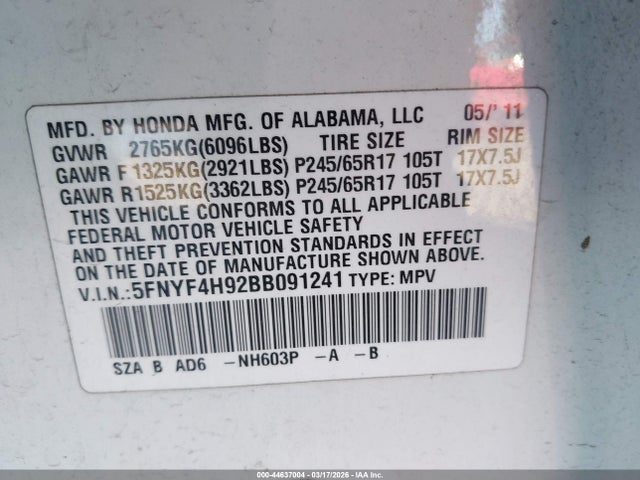 MFD. BY HONDA MFG. OF ALABAMA, LLC 05/'11
GVWR 2765KG(6096LBS) TIRE SIZE RIM SIZE
GAWR F 1325KG(2921LBS) P245/65R17 105T 17X7.5J
GAWR R 1525KG(3362LBS) P245/65R17 105T 17X7.5J
THIS VEHICLE CONFORMS TO ALL APPLICABLE
FEDERAL MOTOR VEHICLE SAFETY
AND THEFT PREVENTION STANDARDS IN EFFECT
ON THE DATE OF MANUFACTURE SHOWN ABOVE.
V.I.N.:5FNYF4H92BB091241 TYPE: MPV
SZA B AD6 -NH603P -A -B
000-44637004 | 03/17/2026 | IAA, Inc.